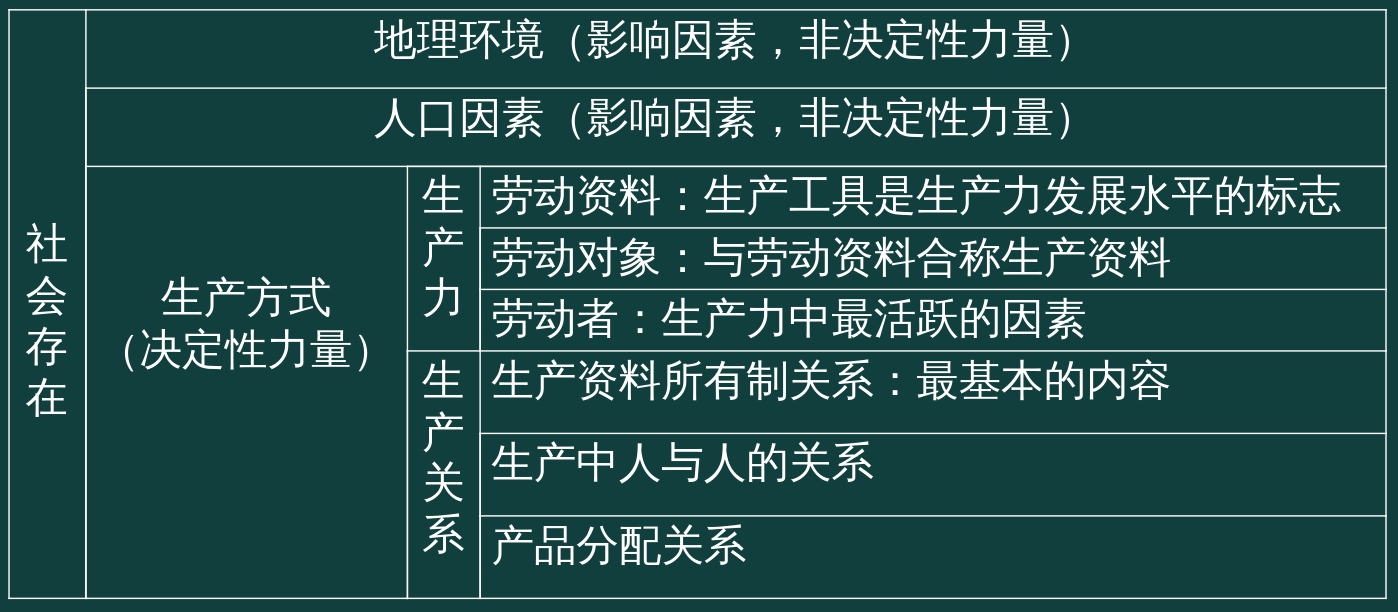 地理环境（影响因素，非决定性力量）
人口因素（影响因素，非决定性力量）
社
会
存
在
生产方式
（决定性力量）
生
产
力
劳动资料：生产工具是生产力发展水平的标志
劳动对象：与劳动资料合称生产资料
劳动者：生产力中最活跃的因素
生
产
关
系
生产资料所有制关系：最基本的内容
生产中人与人的关系
产品分配关系